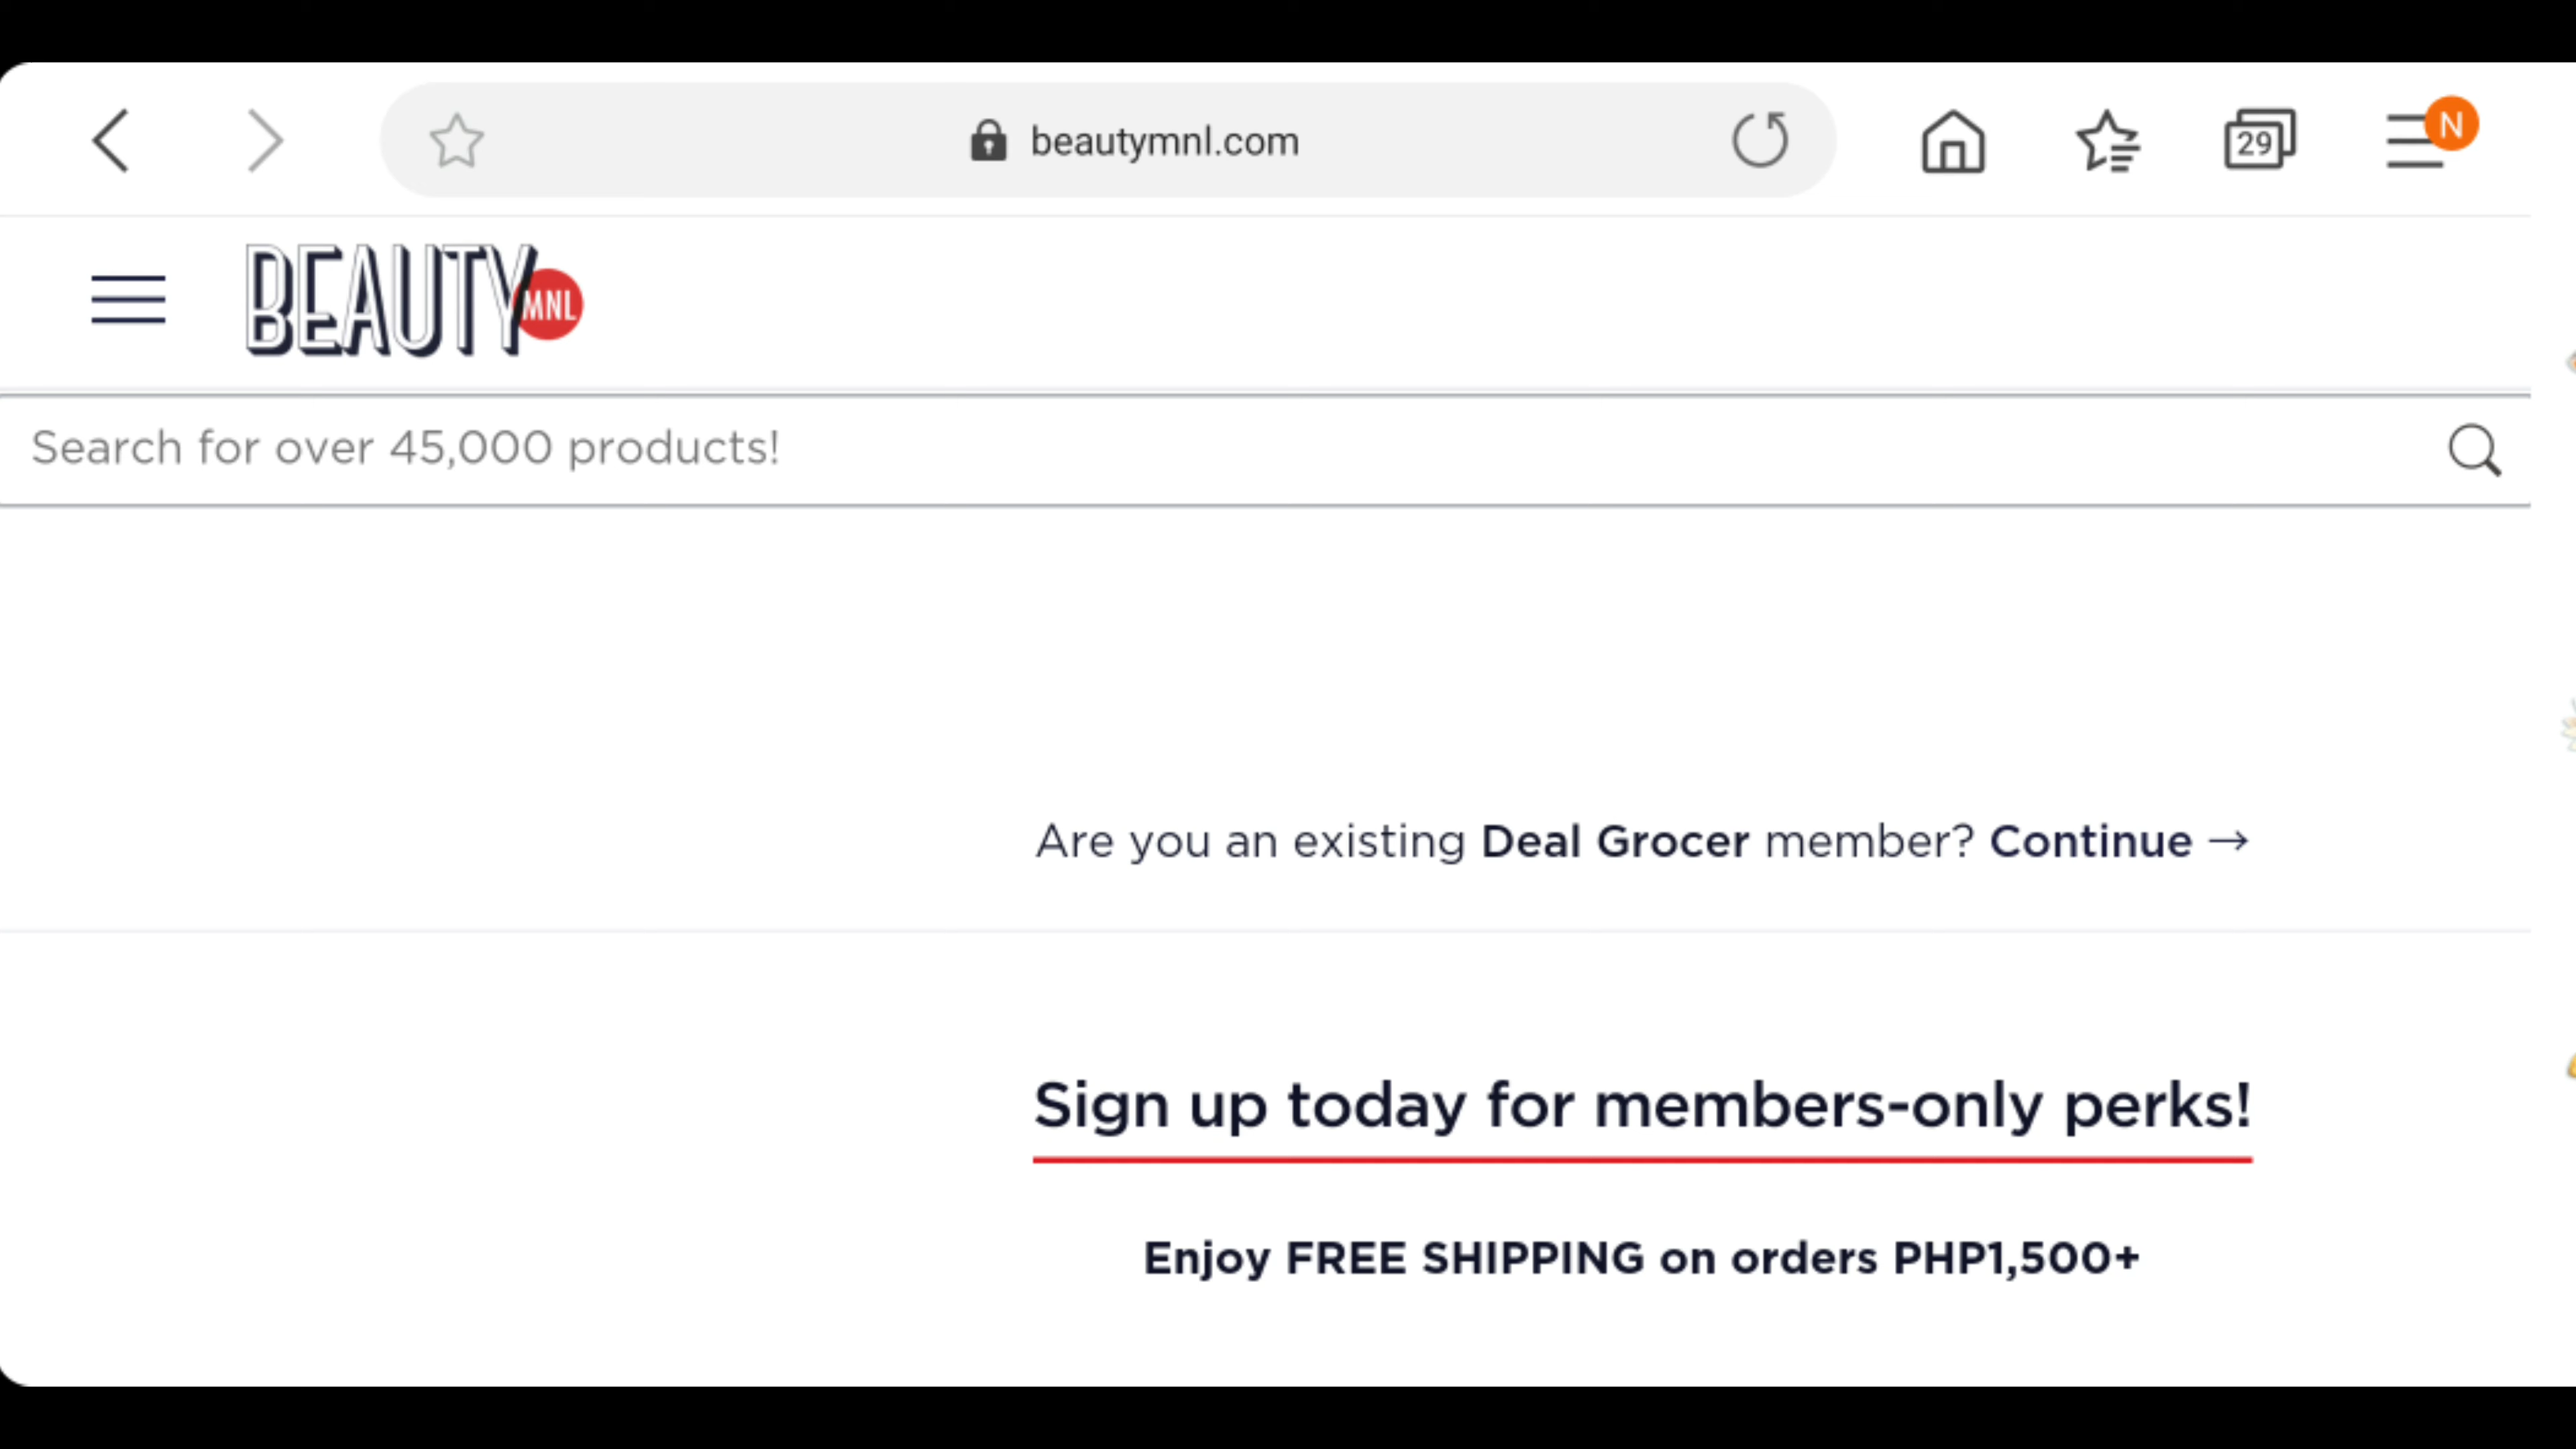 beautymnl.com
29
N
BEAUTY MNL
Search for over 45,000 products!
Are you an existing Deal Grocer member? Continue →
Sign up today for members-only perks!
Enjoy FREE SHIPPING on orders PHP1,500+